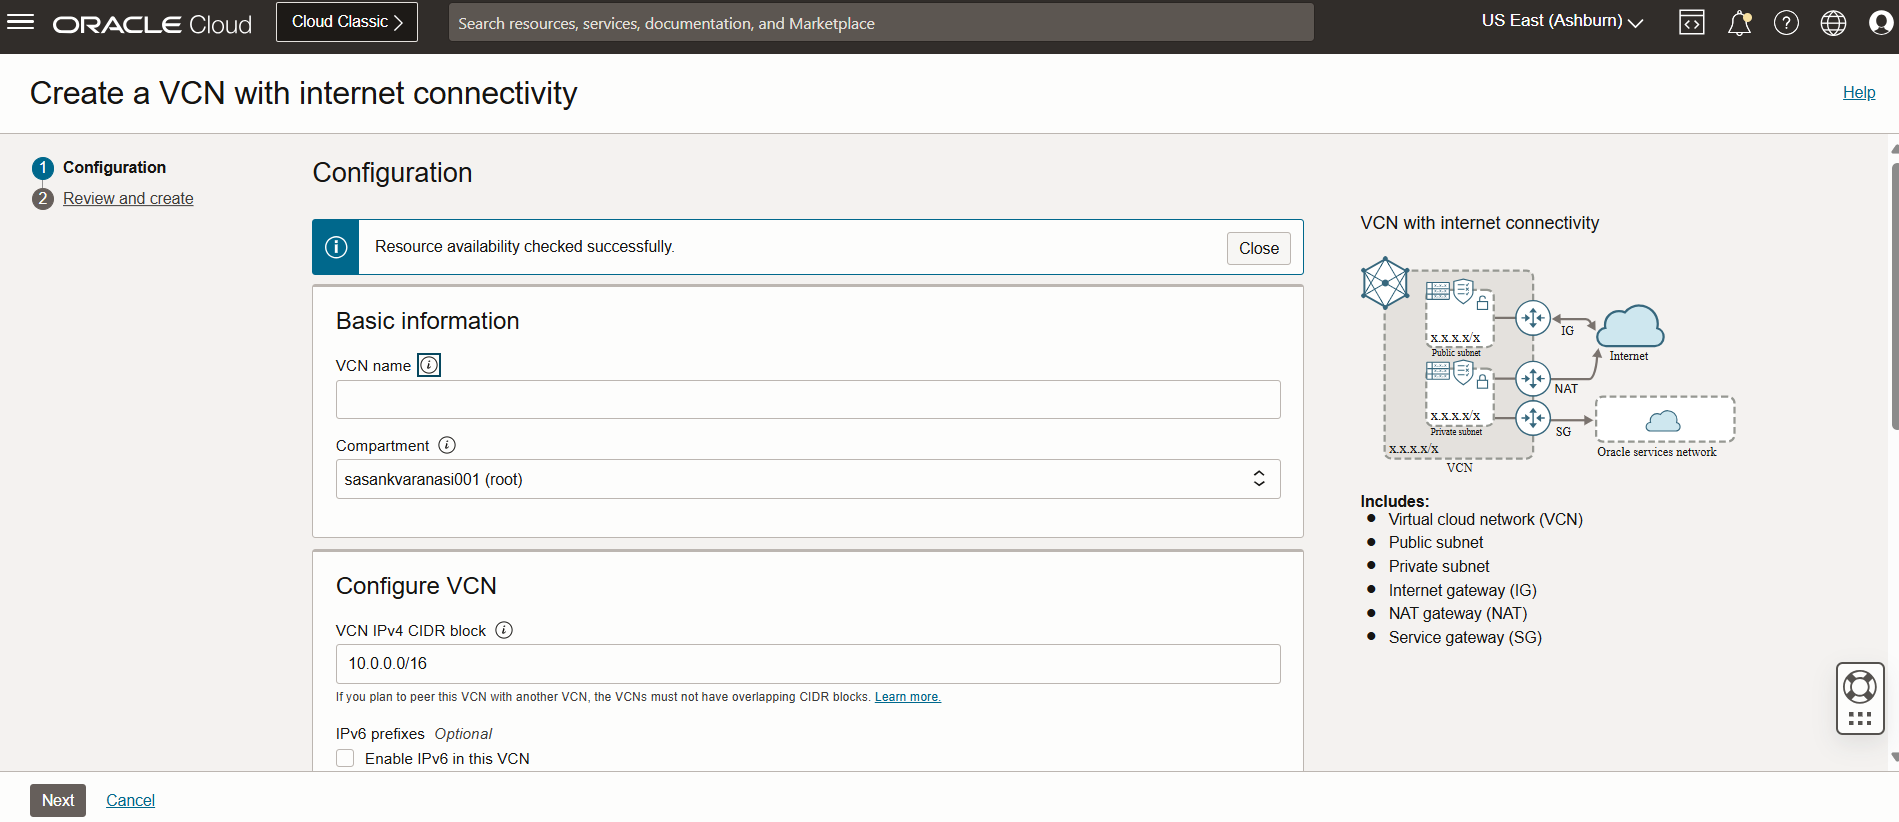 ORACLE Cloud
Cloud Classic
Search resources, services, documentation, and Marketplace
US East (Ashburn)
Create a VCN with internet connectivity
Help
1 Configuration
2 Review and create
Configuration
Resource availability checked successfully.
Close
Basic information
VCN name
Compartment
sasankvaranasi001 (root)
Configure VCN
VCN IPv4 CIDR block
10.0.0.0/16
If you plan to peer this VCN with another VCN, the VCNs must not have overlapping CIDR blocks. Learn more.
IPv6 prefixes Optional
Enable IPv6 in this VCN
VCN with internet connectivity
x.x.x.x/x
Public subnet
IG
Internet
NAT
x.x.x.x/x
Private subnet
SG
x.x.x.x/x
Oracle services network
VCN
Includes:
Virtual cloud network (VCN)
Public subnet
Private subnet
Internet gateway (IG)
NAT gateway (NAT)
Service gateway (SG)
Next
Cancel